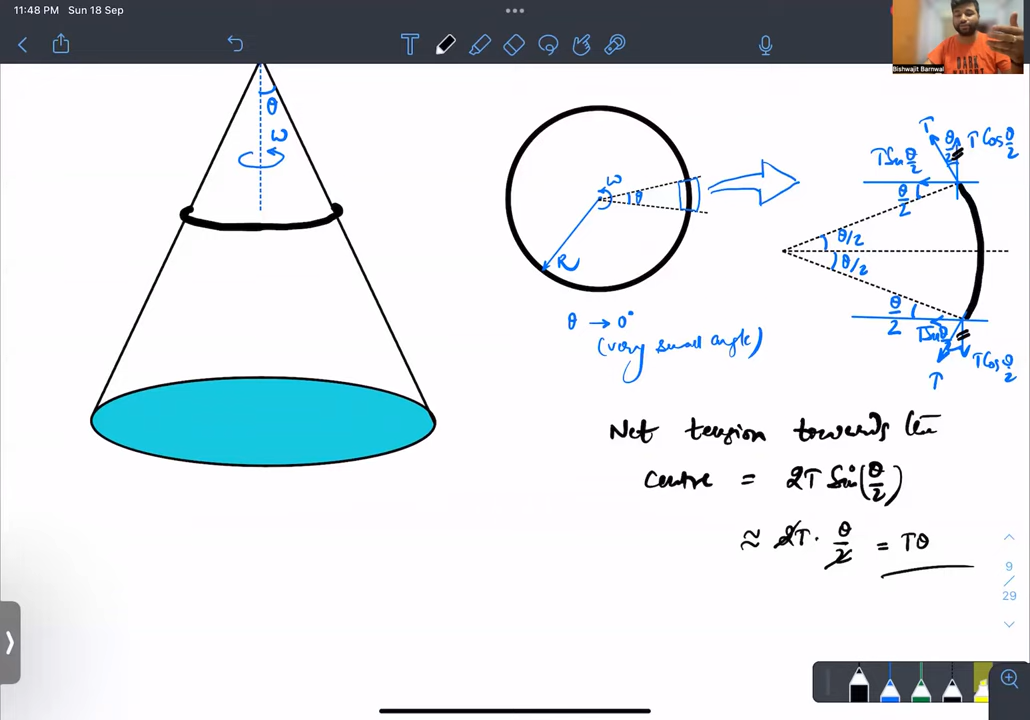 11:48 PM Sun 18 Sep
Bishwajit Barnwal
DARK
θ
ω
ω
θ
R
θ → 0°
(very small angle)
T
θ/2
T Cos θ/2
T Sin θ/2
θ/2
θ/2
θ/2
θ/2
T Sin θ/2
T Cos θ/2
T
Net tension towards the
centre = 2T Sin(θ/2)
≈ 2T · θ/2 = Tθ
9
/
29